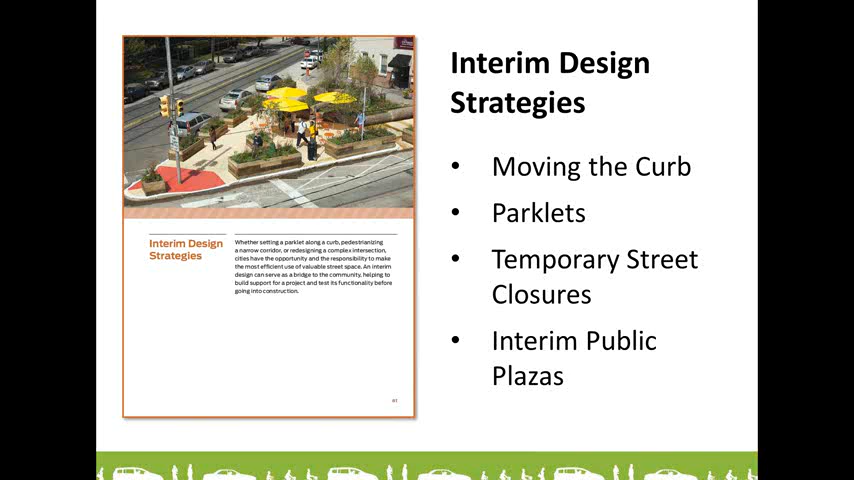 Interim Design
Strategies
Whether setting a parklet along a curb, pedestrianizing
a narrow corridor, or redesigning a complex intersection,
cities have the opportunity and the responsibility to make
the most efficient use of valuable street space. An interim
design can serve as a bridge to the community, helping to
build support for a project and test its functionality before
going into construction.
Interim Design
Strategies
• Moving the Curb
• Parklets
• Temporary Street
Closures
• Interim Public
Plazas